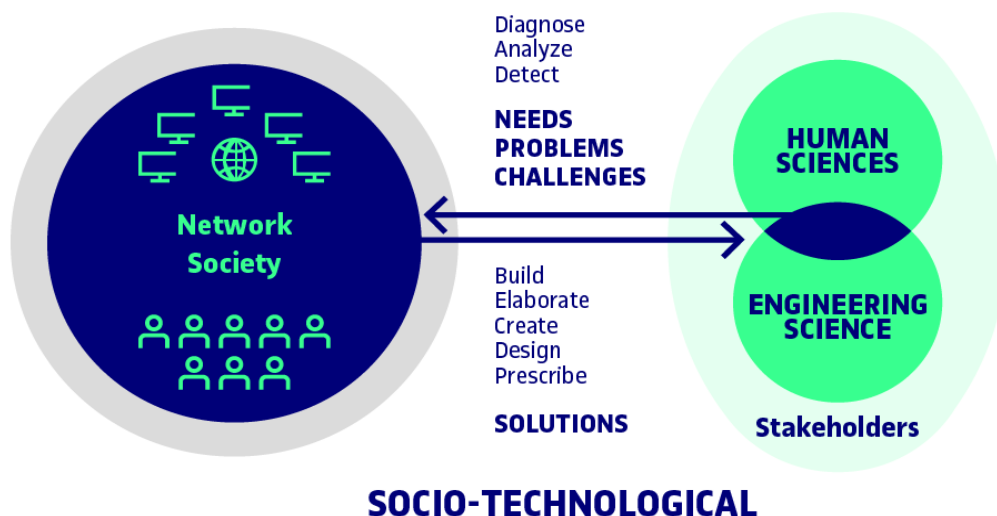 Network
Society
Diagnose
Analyze
Detect
NEEDS
PROBLEMS
CHALLENGES
Build
Elaborate
Create
Design
Prescribe
SOLUTIONS
HUMAN
SCIENCES
ENGINEERING
SCIENCE
Stakeholders
SOCIO-TECHNOLOGICAL